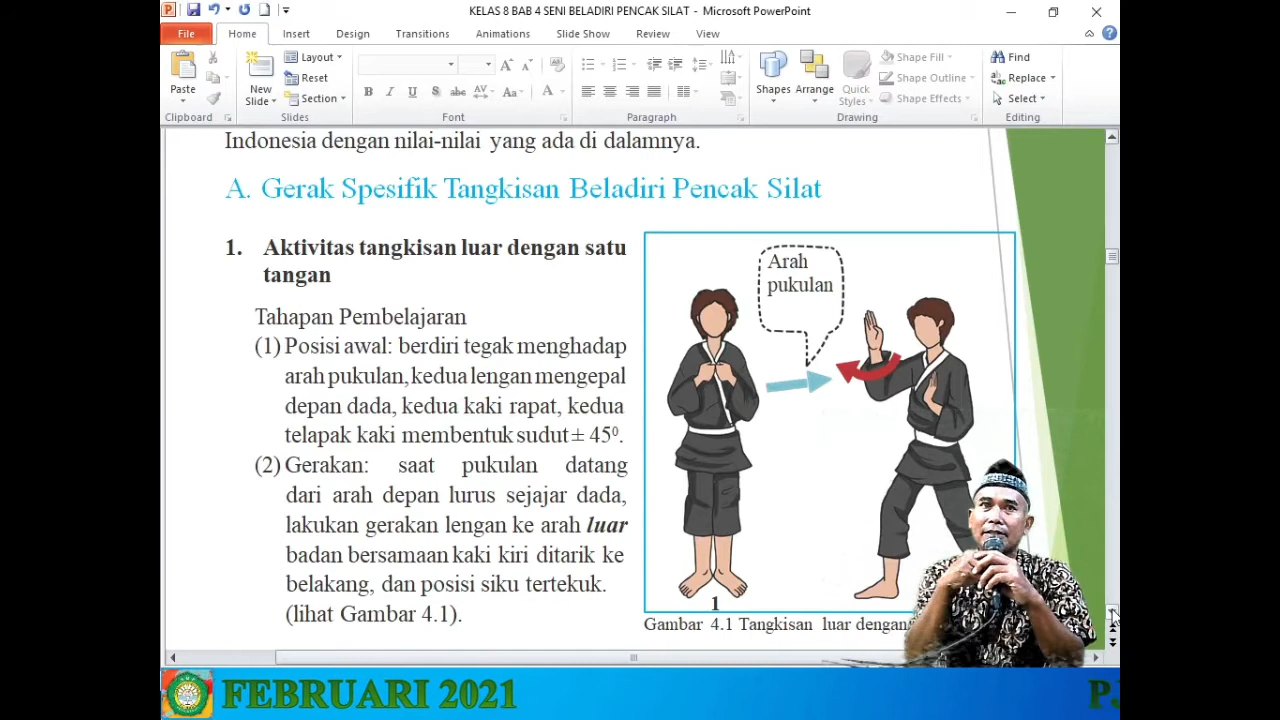 KELAS 8 BAB 4 SENI BELADIRI PENCAK SILAT - Microsoft PowerPoint
File Home Insert Design Transitions Animations Slide Show Review View
Paste
Clipboard
New Slide
Layout
Reset
Section
Slides
B I U S abc AV Aa A
Font
Paragraph
Shapes
Arrange
Quick Styles
Shape Fill
Shape Outline
Shape Effects
Drawing
Find
Replace
Select
Editing
Indonesia dengan nilai-nilai yang ada di dalamnya.
A. Gerak Spesifik Tangkisan Beladiri Pencak Silat
1. Aktivitas tangkisan luar dengan satu
tangan
Tahapan Pembelajaran
(1) Posisi awal: berdiri tegak menghadap
arah pukulan, kedua lengan mengepal
depan dada, kedua kaki rapat, kedua
telapak kaki membentuk sudut ± 45⁰.
(2) Gerakan: saat pukulan datang
dari arah depan lurus sejajar dada,
lakukan gerakan lengan ke arah luar
badan bersamaan kaki kiri ditarik ke
belakang, dan posisi siku tertekuk.
(lihat Gambar 4.1).
Arah
pukulan
1
Gambar 4.1 Tangkisan luar dengan
FEBRUARI 2021